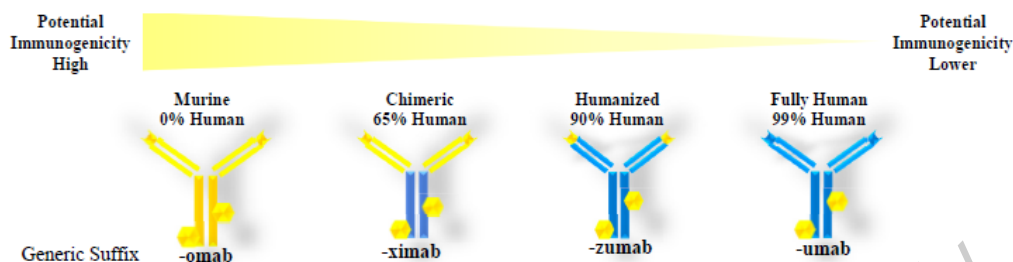 Potential
Immunogenicity
High
Potential
Immunogenicity
Lower
Murine
0% Human
Chimeric
65% Human
Humanized
90% Human
Fully Human
99% Human
Generic Suffix
-omab
-ximab
-zumab
-umab